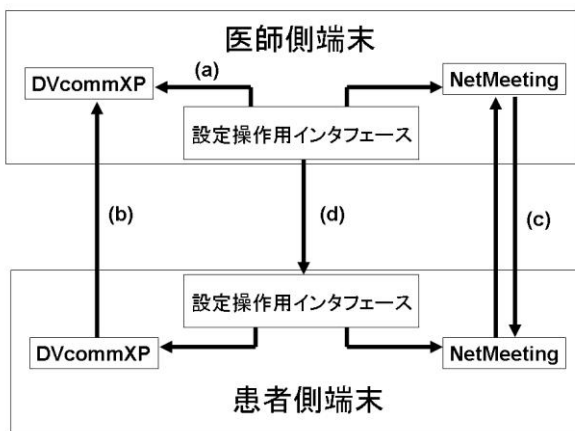 医師側端末
DVcommXP
(a)
NetMeeting
設定操作用インタフェース
(b)
(d)
(c)
設定操作用インタフェース
DVcommXP
NetMeeting
患者側端末